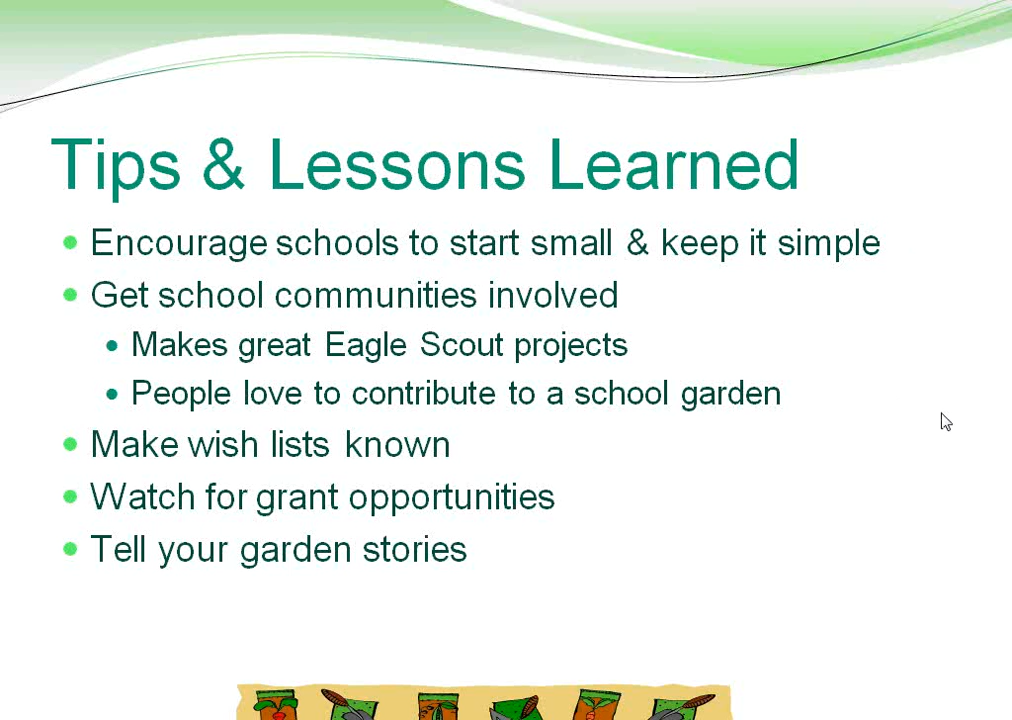 Tips & Lessons Learned
Encourage schools to start small & keep it simple
Get school communities involved
Makes great Eagle Scout projects
People love to contribute to a school garden
Make wish lists known
Watch for grant opportunities
Tell your garden stories